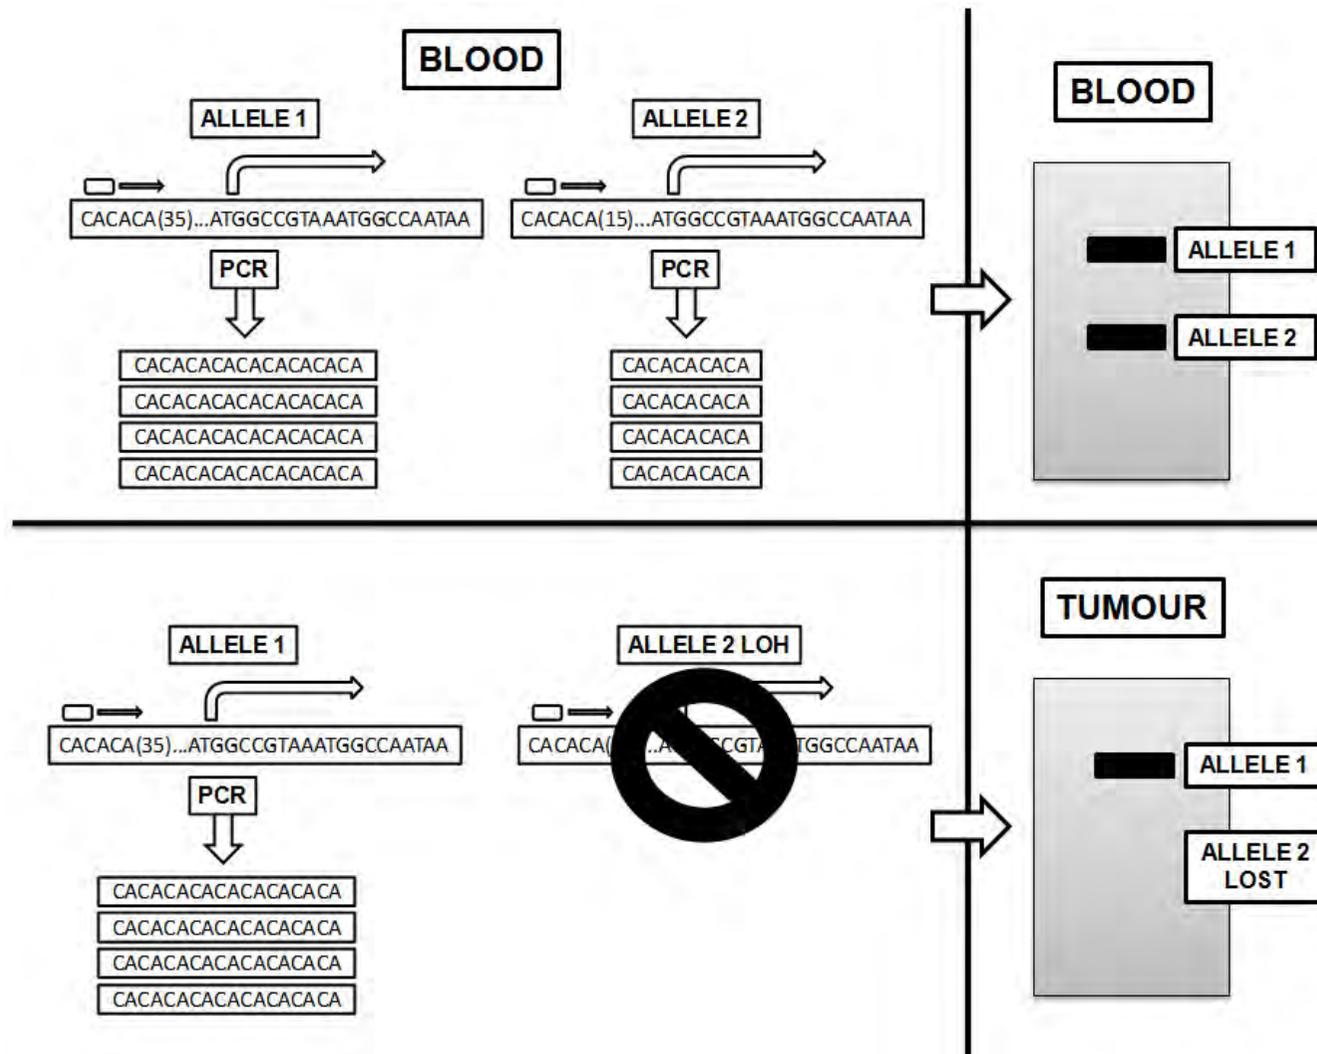 BLOOD
ALLELE 1
ALLELE 2
CACACA(35)...ATGGCCGTAAATGGCCAATAA
CACACA(15)...ATGGCCGTAAATGGCCAATAA
PCR
PCR
CACACACACACACACACA
CACACACACA
CACACACACACACACACA
CACACACACA
CACACACACACACACACA
CACACACACA
CACACACACACACACACA
CACACACACA
BLOOD
ALLELE 1
ALLELE 2
ALLELE 1
ALLELE 2 LOH
CACACA(35)...ATGGCCGTAAATGGCCAATAA
CACACA(
TGGCCAATAA
PCR
CACACACACACACACACA
CACACACACACACACACA
CACACACACACACACACA
CACACACACACACACACA
TUMOUR
ALLELE 1
ALLELE 2
LOST